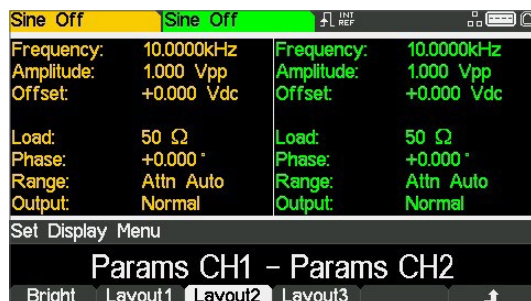 Sine Off Sine Off INT REF
Frequency: 10.0000kHz Frequency: 10.0000kHz
Amplitude: 1.000 Vpp Amplitude: 1.000 Vpp
Offset: +0.000 Vdc Offset: +0.000 Vdc
Load: 50 Ω Load: 50 Ω
Phase: +0.000 ° Phase: +0.000 °
Range: Attn Auto Range: Attn Auto
Output: Normal Output: Normal
Set Display Menu
Params CH1 – Params CH2
Bright Layout1 Layout2 Layout3